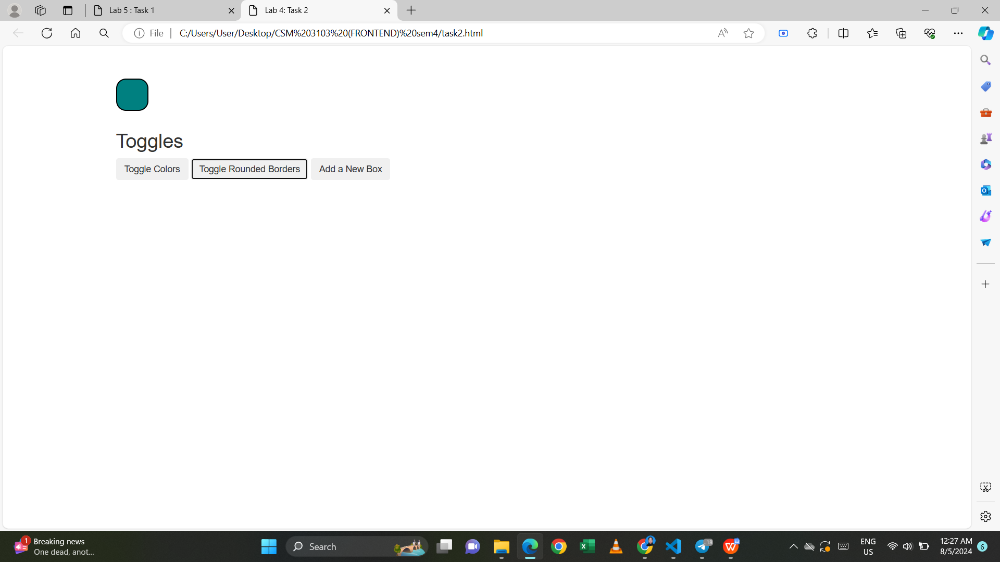 Lab 5 : Task 1
Lab 4: Task 2
File
C:/Users/User/Desktop/CSM%203103%20(FRONTEND)%20sem4/task2.html
Toggles
Toggle Colors
Toggle Rounded Borders
Add a New Box
1
Breaking news
One dead, anot...
Search
..18
ENG
US
12:27 AM
8/5/2024
6